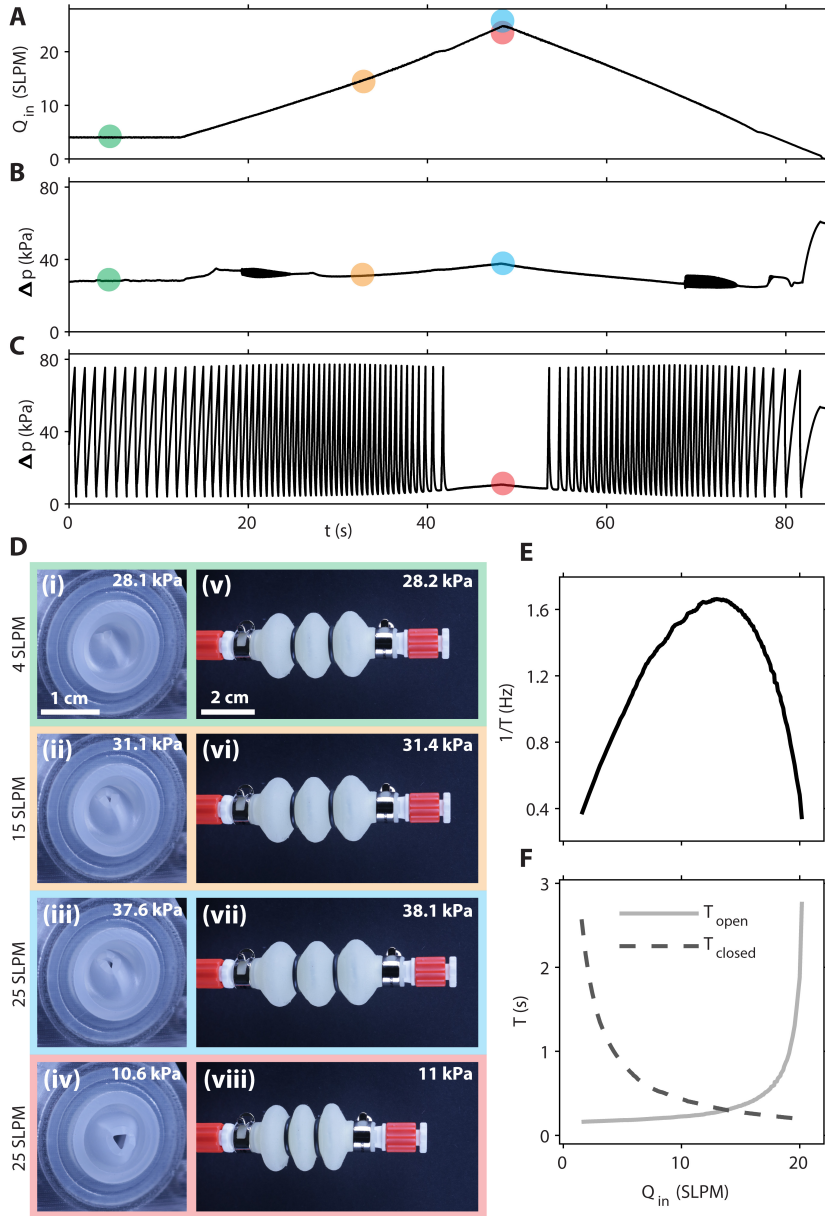 A
Q in (SLPM)
20
10
0
B
Δp (kPa)
80
40
0
C
Δp (kPa)
80
40
0
0 20 40 60 80
t (s)
D
4 SLPM
(i) 28.1 kPa
1 cm
(v) 28.2 kPa
2 cm
15 SLPM
(ii) 31.1 kPa
(vi) 31.4 kPa
25 SLPM
(iii) 37.6 kPa
(vii) 38.1 kPa
25 SLPM
(iv) 10.6 kPa
(viii) 11 kPa
E
1/T (Hz)
1.6
1.2
0.8
0.4
F
T (s)
3
2
1
0
T open
T closed
0 10 20
Q in (SLPM)